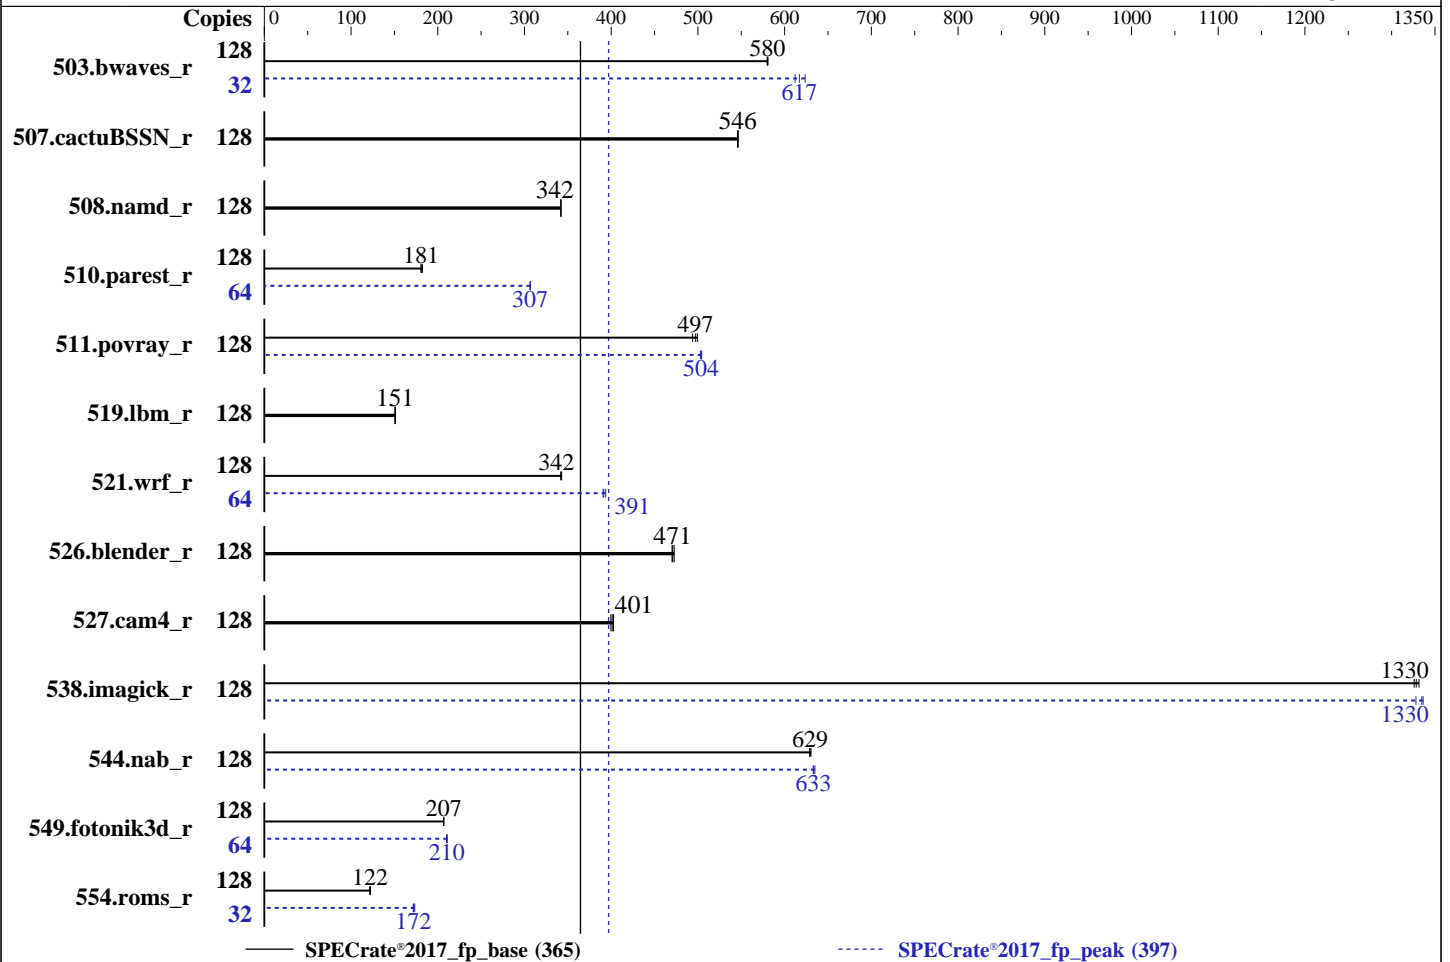 Copies 0 100 200 300 400 500 600 700 800 900 1000 1100 1200 1350
503.bwaves_r 128 580
32 617
507.cactuBSSN_r 128 546
508.namd_r 128 342
510.parest_r 128 181
64 307
511.povray_r 128 497
504
519.lbm_r 128 151
521.wrf_r 128 342
64 391
526.blender_r 128 471
527.cam4_r 128 401
538.imagick_r 128 1330
1330
544.nab_r 128 629
633
549.fotonik3d_r 128 207
64 210
554.roms_r 128 122
32 172
SPECrate®2017_fp_base (365) SPECrate®2017_fp_peak (397)